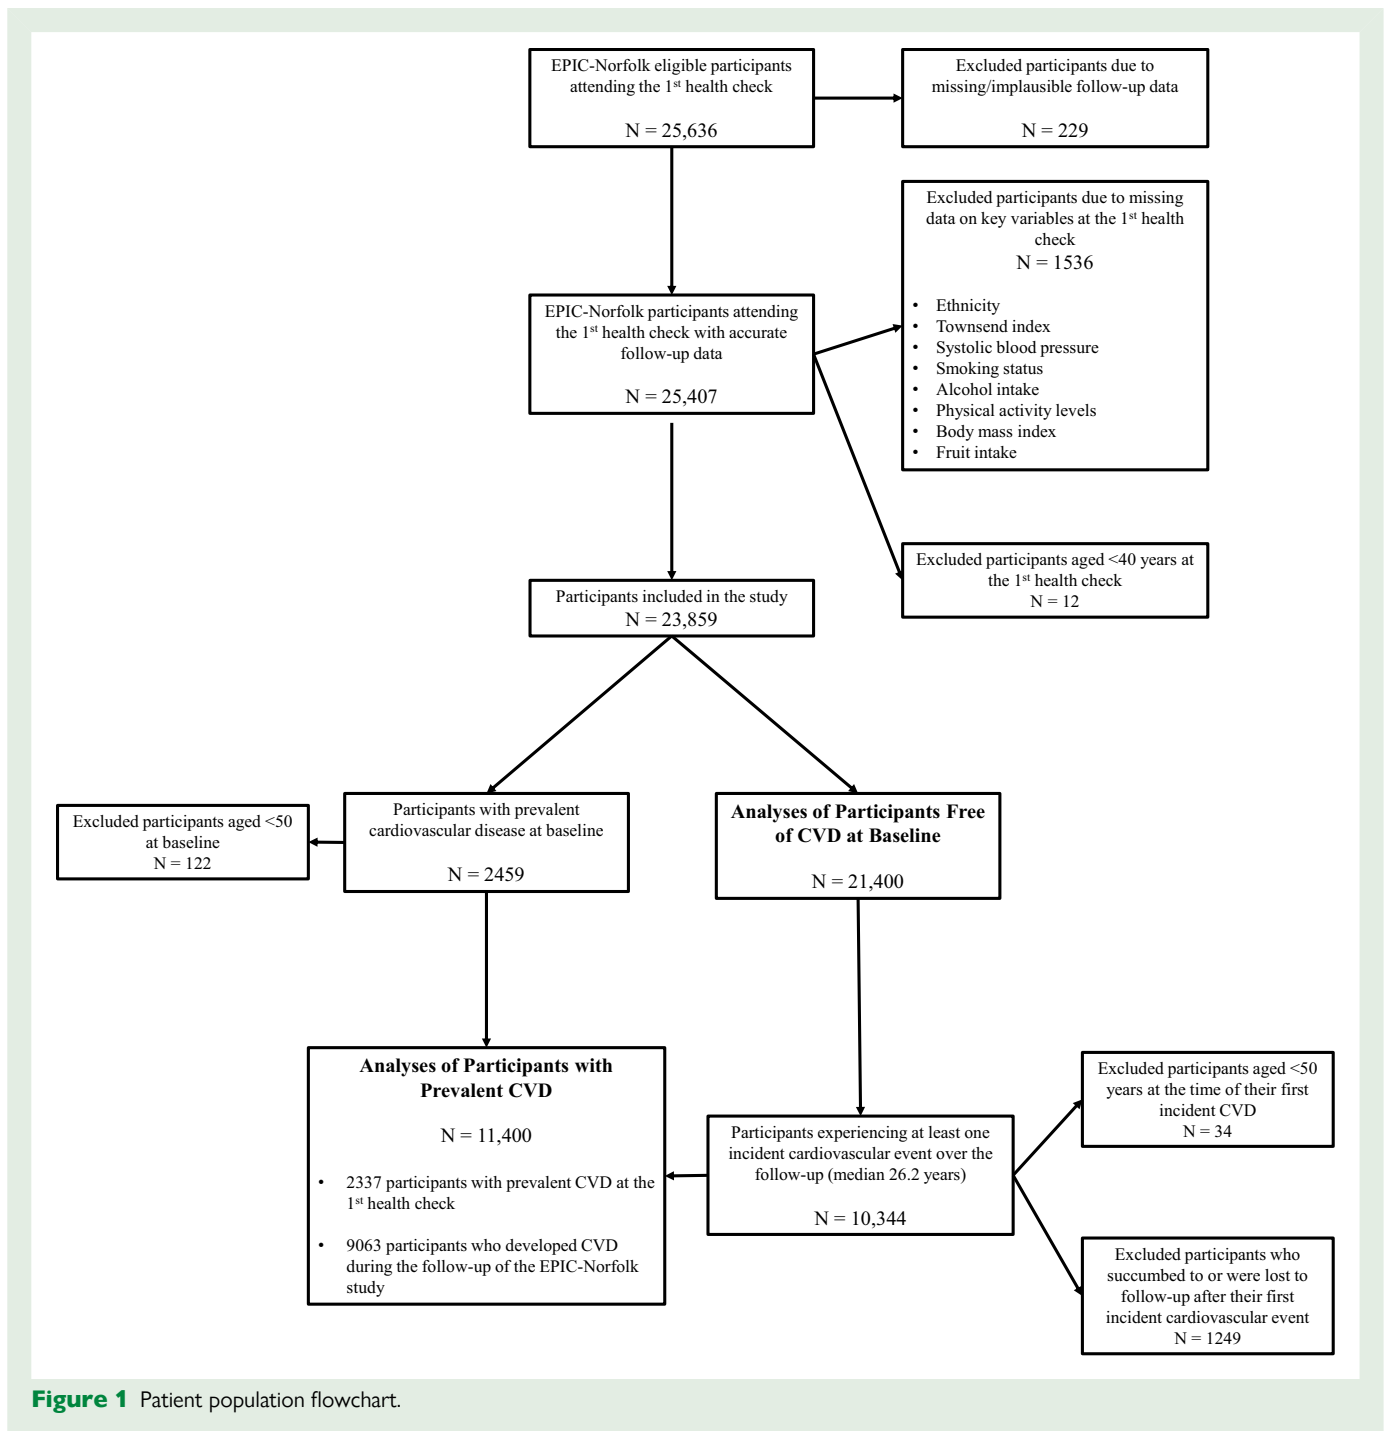 EPIC-Norfolk eligible participants
attending the 1st health check
N = 25,636
Excluded participants due to
missing/implausible follow-up data
N = 229
Excluded participants due to missing
data on key variables at the 1st health
check
N = 1536
• Ethnicity
• Townsend index
• Systolic blood pressure
• Smoking status
• Alcohol intake
• Physical activity levels
• Body mass index
• Fruit intake
EPIC-Norfolk participants attending
the 1st health check with accurate
follow-up data
N = 25,407
Excluded participants aged <40 years at
the 1st health check
N = 12
Participants included in the study
N = 23,859
Excluded participants aged <50
at baseline
N = 122
Participants with prevalent
cardiovascular disease at baseline
N = 2459
Analyses of Participants Free
of CVD at Baseline
N = 21,400
Analyses of Participants with
Prevalent CVD
N = 11,400
• 2337 participants with prevalent CVD at the
1st health check
• 9063 participants who developed CVD
during the follow-up of the EPIC-Norfolk
study
Participants experiencing at least one
incident cardiovascular event over the
follow-up (median 26.2 years)
N = 10,344
Excluded participants aged <50
years at the time of their first
incident CVD
N = 34
Excluded participants who
succumbed to or were lost to
follow-up after their first
incident cardiovascular event
N = 1249
Figure 1 Patient population flowchart.